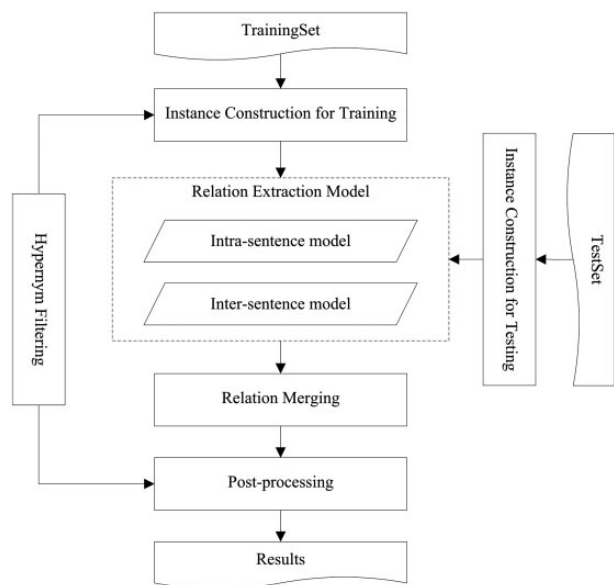 TrainingSet
Instance Construction for Training
Relation Extraction Model
Intra-sentence model
Inter-sentence model
Relation Merging
Post-processing
Results
Hypernym Filtering
Instance Construction for Testing
TestSet